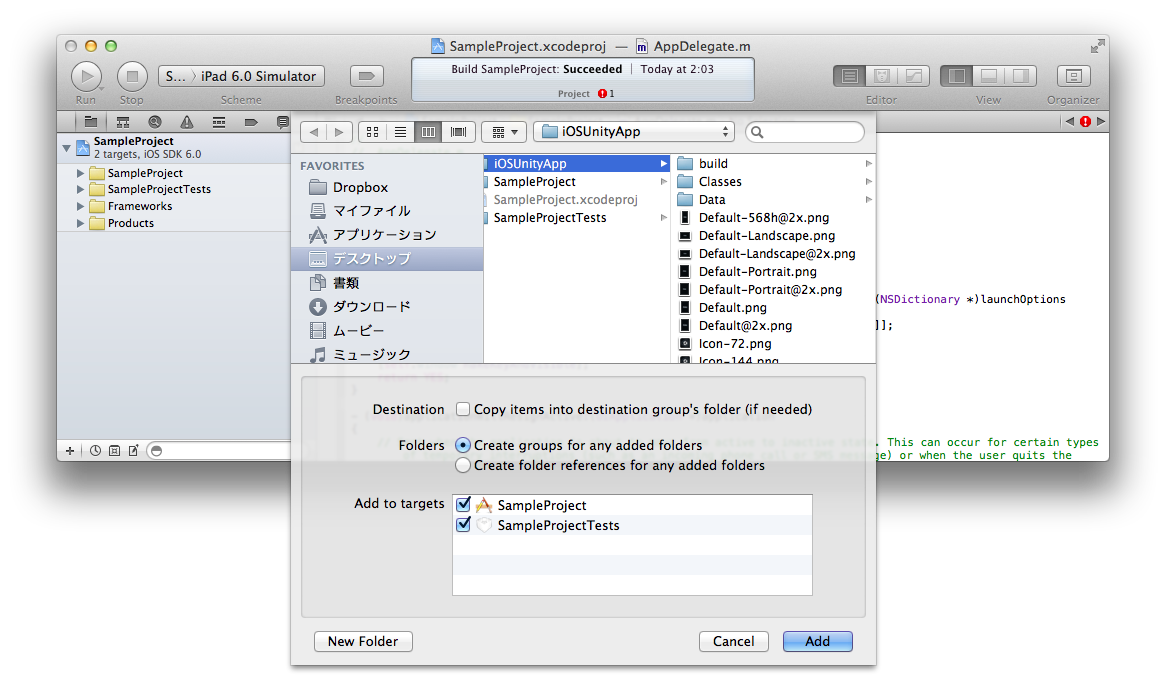 SampleProject.xcodeproj — AppDelegate.m
S... 〉 iPad 6.0 Simulator
Build SampleProject: Succeeded | Today at 2:03
Project 1
Run Stop Scheme Breakpoints Editor View Organizer
iOSUnityApp
SampleProject
2 targets, iOS SDK 6.0
SampleProject
SampleProjectTests
Frameworks
Products
FAVORITES
Dropbox
マイファイル
アプリケーション
デスクトップ
書類
ダウンロード
ムービー
ミュージック
iOSUnityApp
SampleProject
SampleProject.xcodeproj
SampleProjectTests
build
Classes
Data
Default-568h@2x.png
Default-Landscape.png
Default-Landscape@2x.png
Default-Portrait.png
Default-Portrait@2x.png
Default.png
Default@2x.png
Icon-72.png
Icon-144.png
(NSDictionary *)launchOptions
]];
Destination Copy items into destination group's folder (if needed)
Folders Create groups for any added folders
Create folder references for any added folders
. This can occur for certain types
) or when the user quits the
Add to targets SampleProject
SampleProjectTests
New Folder Cancel Add